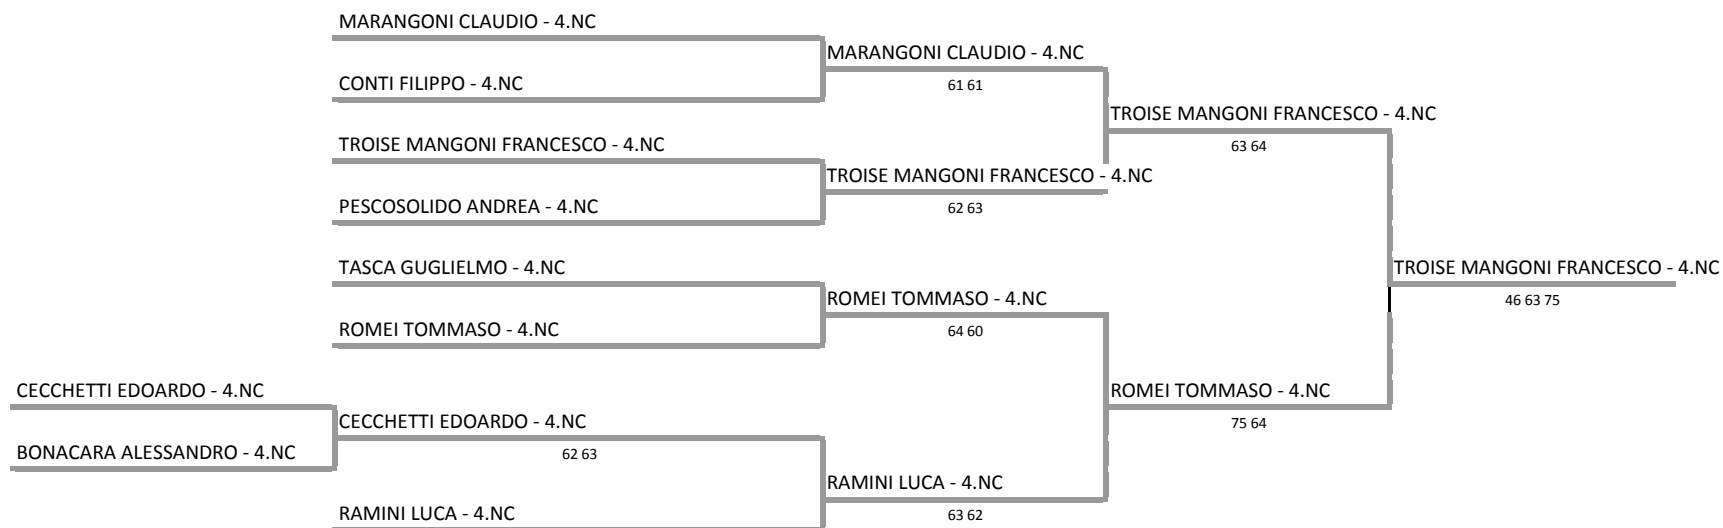 MARANGONI CLAUDIO - 4.NC
MARANGONI CLAUDIO - 4.NC
CONTI FILIPPO - 4.NC
61 61
TROISE MANGONI FRANCESCO - 4.NC
TROISE MANGONI FRANCESCO - 4.NC
63 64
TROISE MANGONI FRANCESCO - 4.NC
PESCOSOLIDO ANDREA - 4.NC
62 63
TASCA GUGLIELMO - 4.NC
TROISE MANGONI FRANCESCO - 4.NC
ROMEI TOMMASO - 4.NC
46 63 75
ROMEI TOMMASO - 4.NC
64 60
CECCHETTI EDOARDO - 4.NC
ROMEI TOMMASO - 4.NC
CECCHETTI EDOARDO - 4.NC
75 64
BONACARA ALESSANDRO - 4.NC
62 63
RAMINI LUCA - 4.NC
RAMINI LUCA - 4.NC
63 62